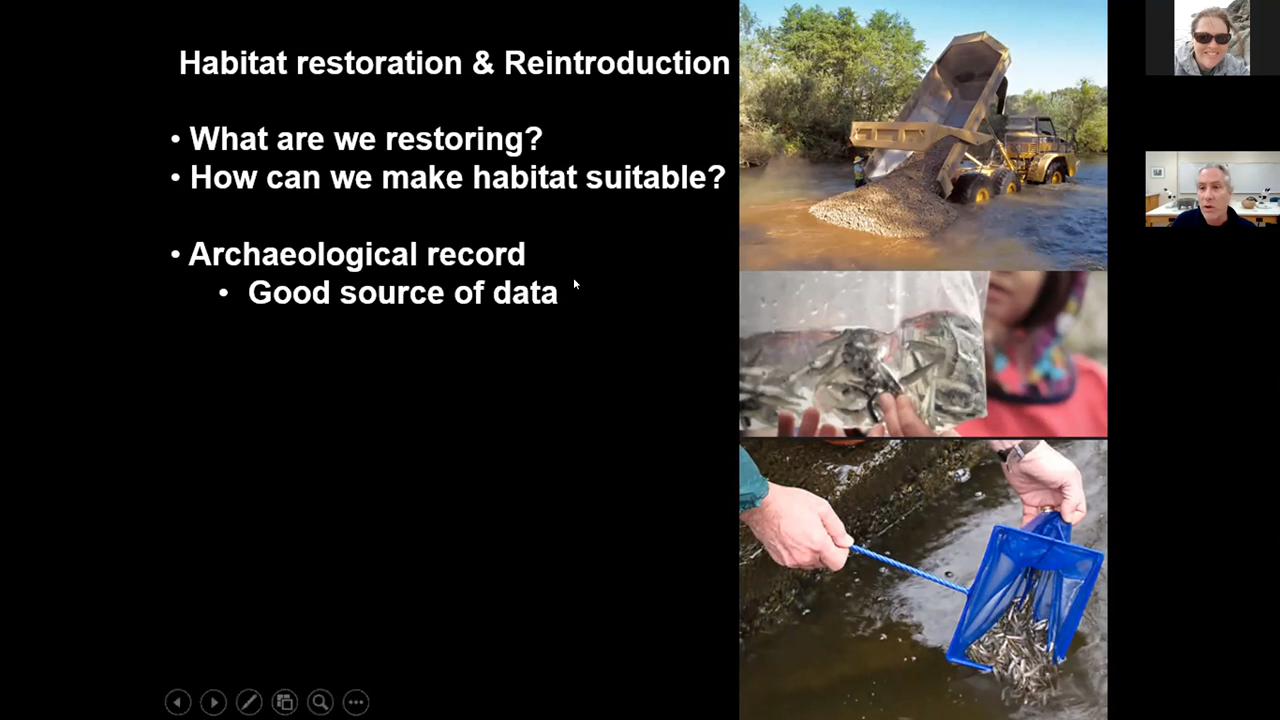 Habitat restoration & Reintroduction
• What are we restoring?
• How can we make habitat suitable?
• Archaeological record
• Good source of data